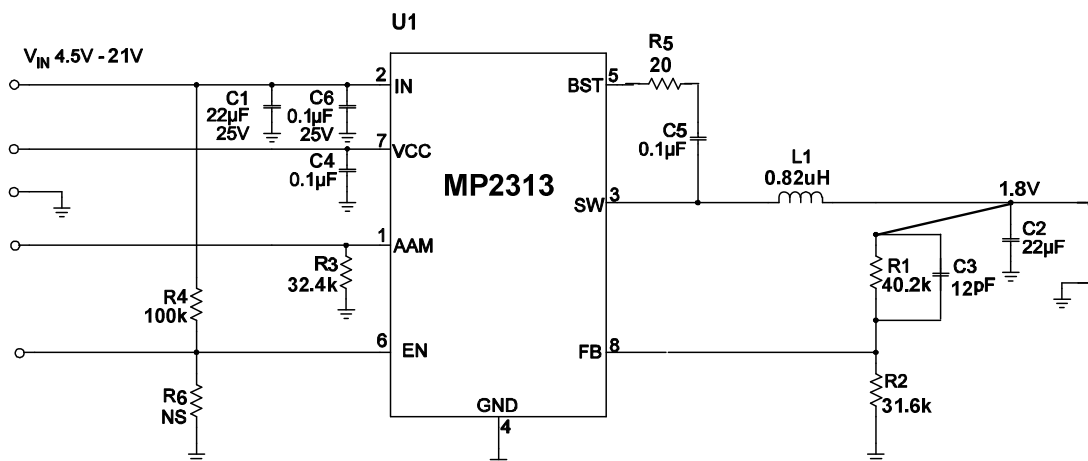 U1
V_IN 4.5V - 21V
2
IN
C1
22µF
25V
C6
0.1µF
25V
7
VCC
C4
0.1µF
1
AAM
R3
32.4k
R4
100k
6
EN
R6
NS
MP2313
GND
4
5
BST
R5
20
C5
0.1µF
3
SW
L1
0.82uH
1.8V
C2
22µF
R1
40.2k
C3
12pF
8
FB
R2
31.6k